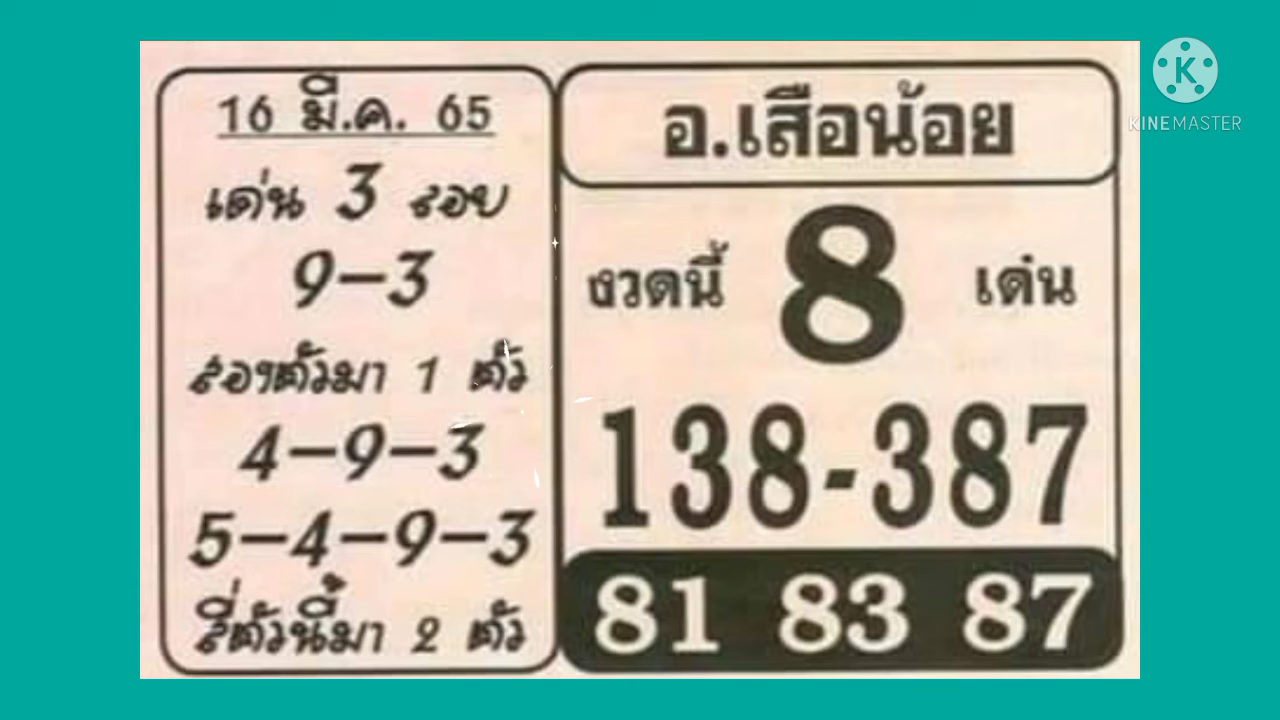 16 มี.ค. 65
เด่น 3 รอบ
9-3
สองตัวมา 1 ตัว
4-9-3
5-4-9-3
สี่ตัวนี้มา 2 ตัว
อ.เสือน้อย
งวดนี้ 8 เด่น
138-387
81 83 87
K
KINEMASTER